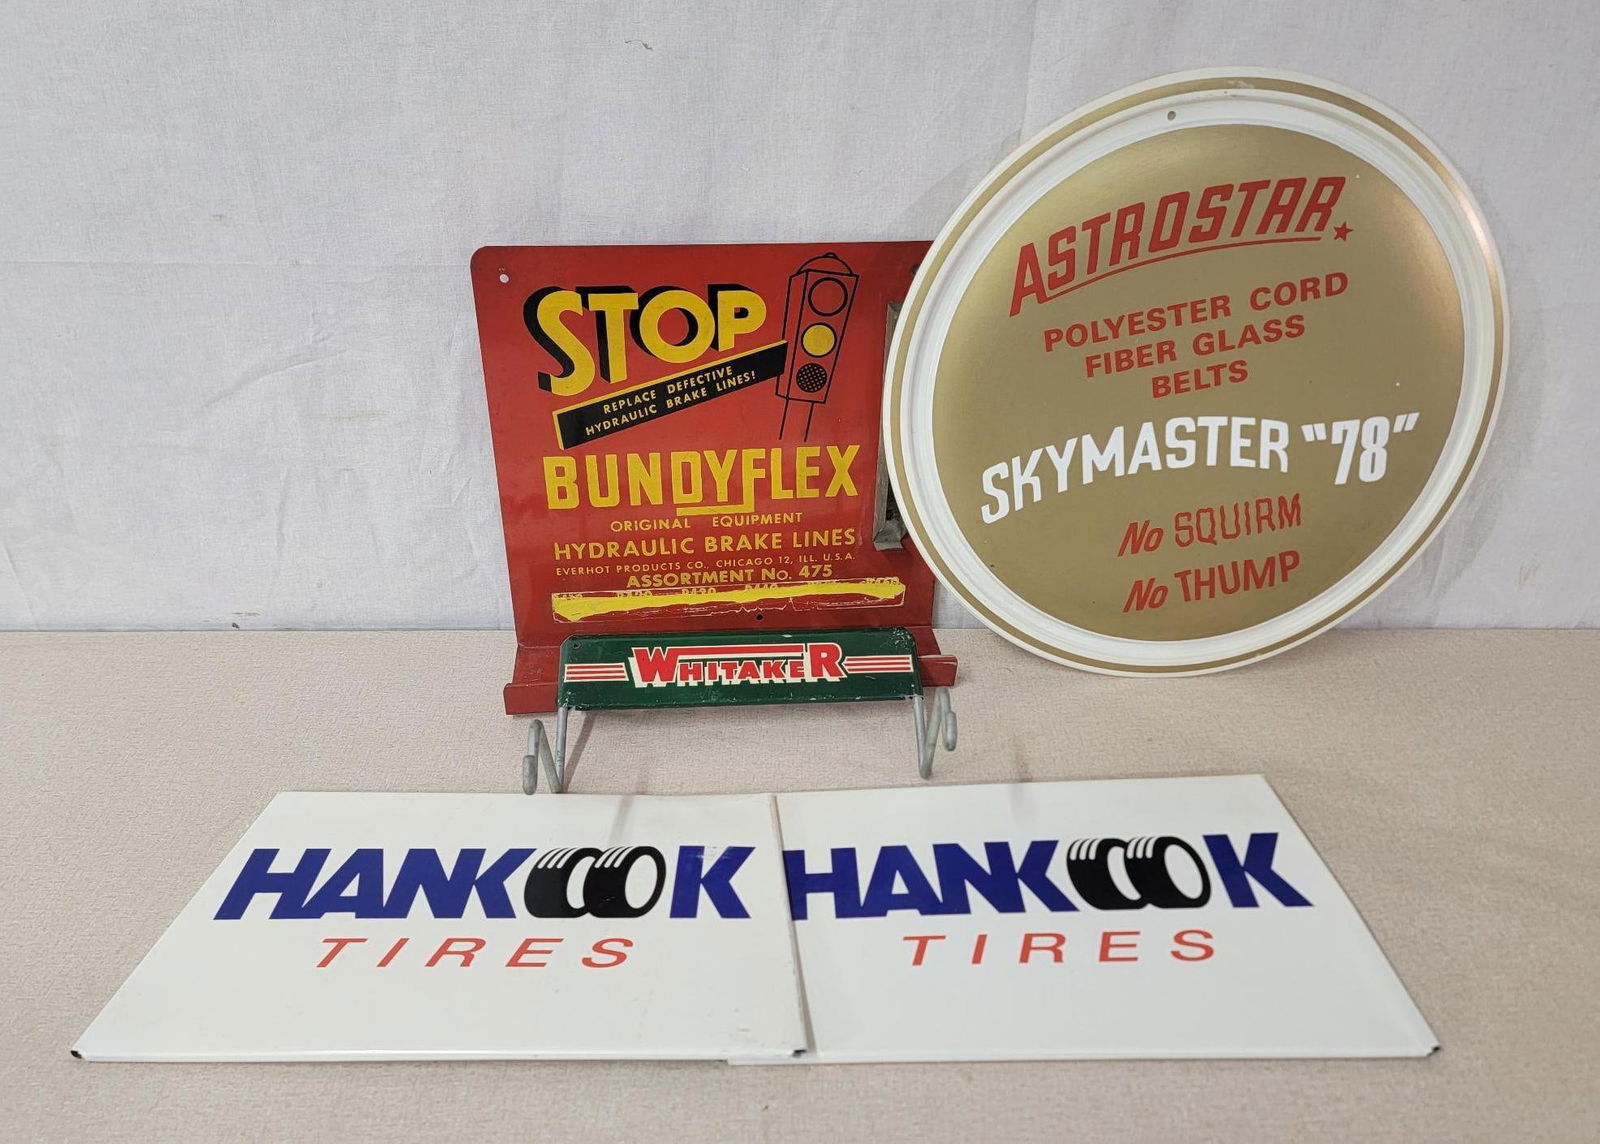 STOP
REPLACE DEFECTIVE
HYDRAULIC BRAKE LINES!
BUNDYFLEX
ORIGINAL EQUIPMENT
HYDRAULIC BRAKE LINES
EVERHOT PRODUCTS CO., CHICAGO 12, ILL. U.S.A.
ASSORTMENT No. 475
WHITAKER
ASTROSTAR
POLYESTER CORD
FIBER GLASS
BELTS
SKYMASTER "78"
No SQUIRM
No THUMP
HANKOOK
TIRES
HANKOOK
TIRES